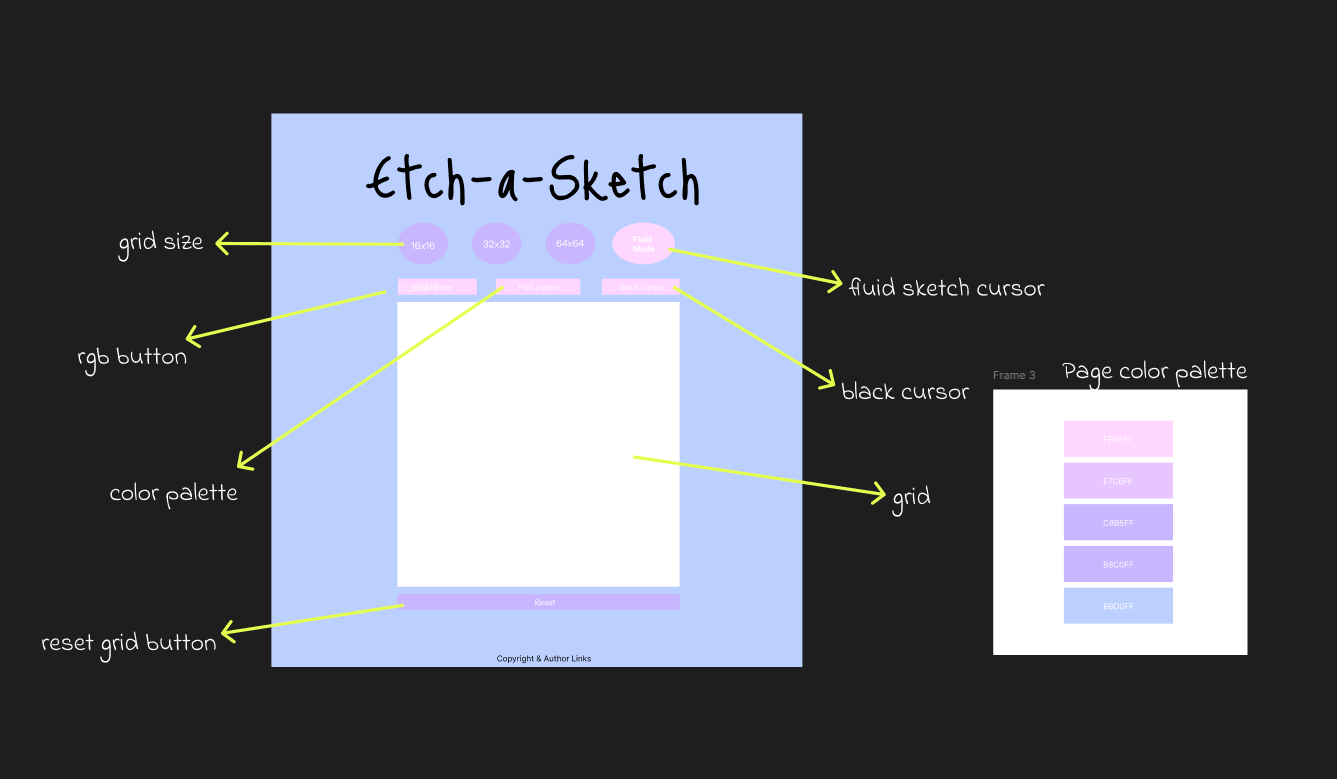 Etch-a-Sketch
grid size
16x16
32x32
64x64
Fluid
Mode
fluid sketch cursor
RGB Mode
Pick a color
Black cursor
rgb button
black cursor
Frame 3
Page color palette
FFD6FF
E7C6FF
C8B6FF
B8C0FF
BBD0FF
color palette
grid
Reset
reset grid button
Copyright & Author Links